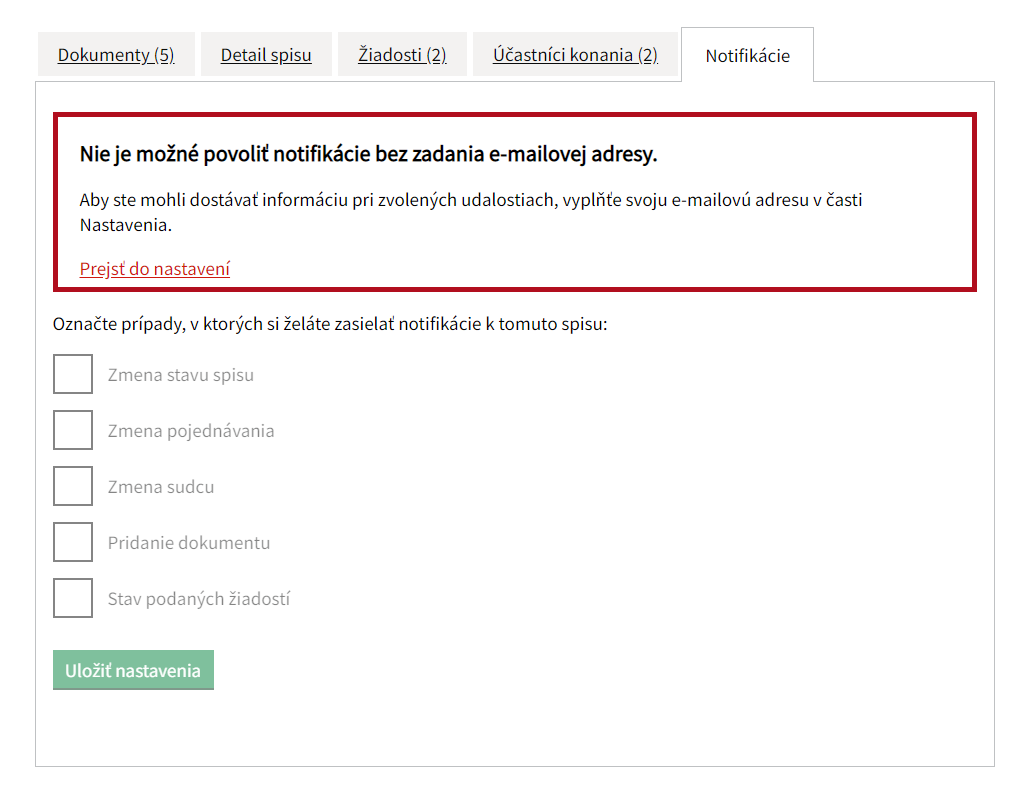 Dokumenty (5) Detail spisu Žiadosti (2) Účastníci konania (2) Notifikácie
Nie je možné povoliť notifikácie bez zadania e-mailovej adresy.
Aby ste mohli dostávať informáciu pri zvolených udalostiach, vyplňte svoju e-mailovú adresu v časti
Nastavenia.
Prejsť do nastavení
Označte prípady, v ktorých si želáte zasielať notifikácie k tomuto spisu:
Zmena stavu spisu
Zmena pojednávania
Zmena sudcu
Pridanie dokumentu
Stav podaných žiadostí
Uložiť nastavenia